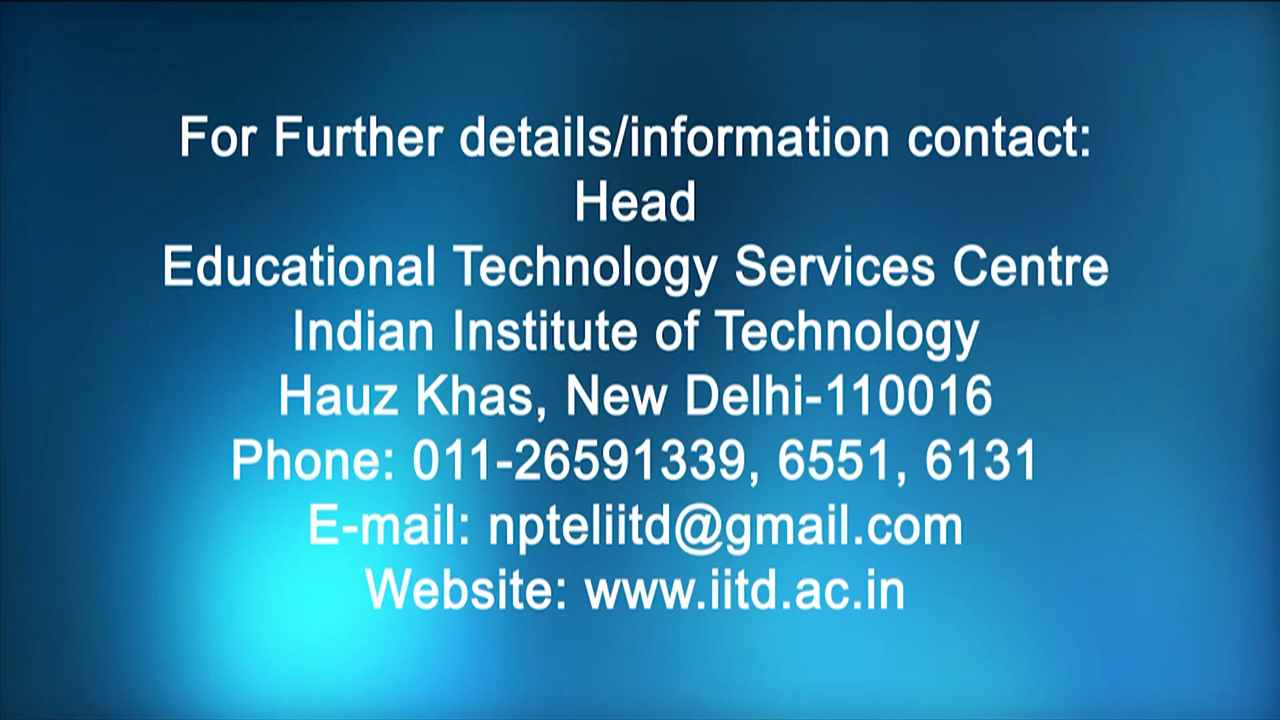 For Further details/information contact:
Head
Educational Technology Services Centre
Indian Institute of Technology
Hauz Khas, New Delhi-110016
Phone: 011-26591339, 6551, 6131
E-mail: npteliitd@gmail.com
Website: www.iitd.ac.in